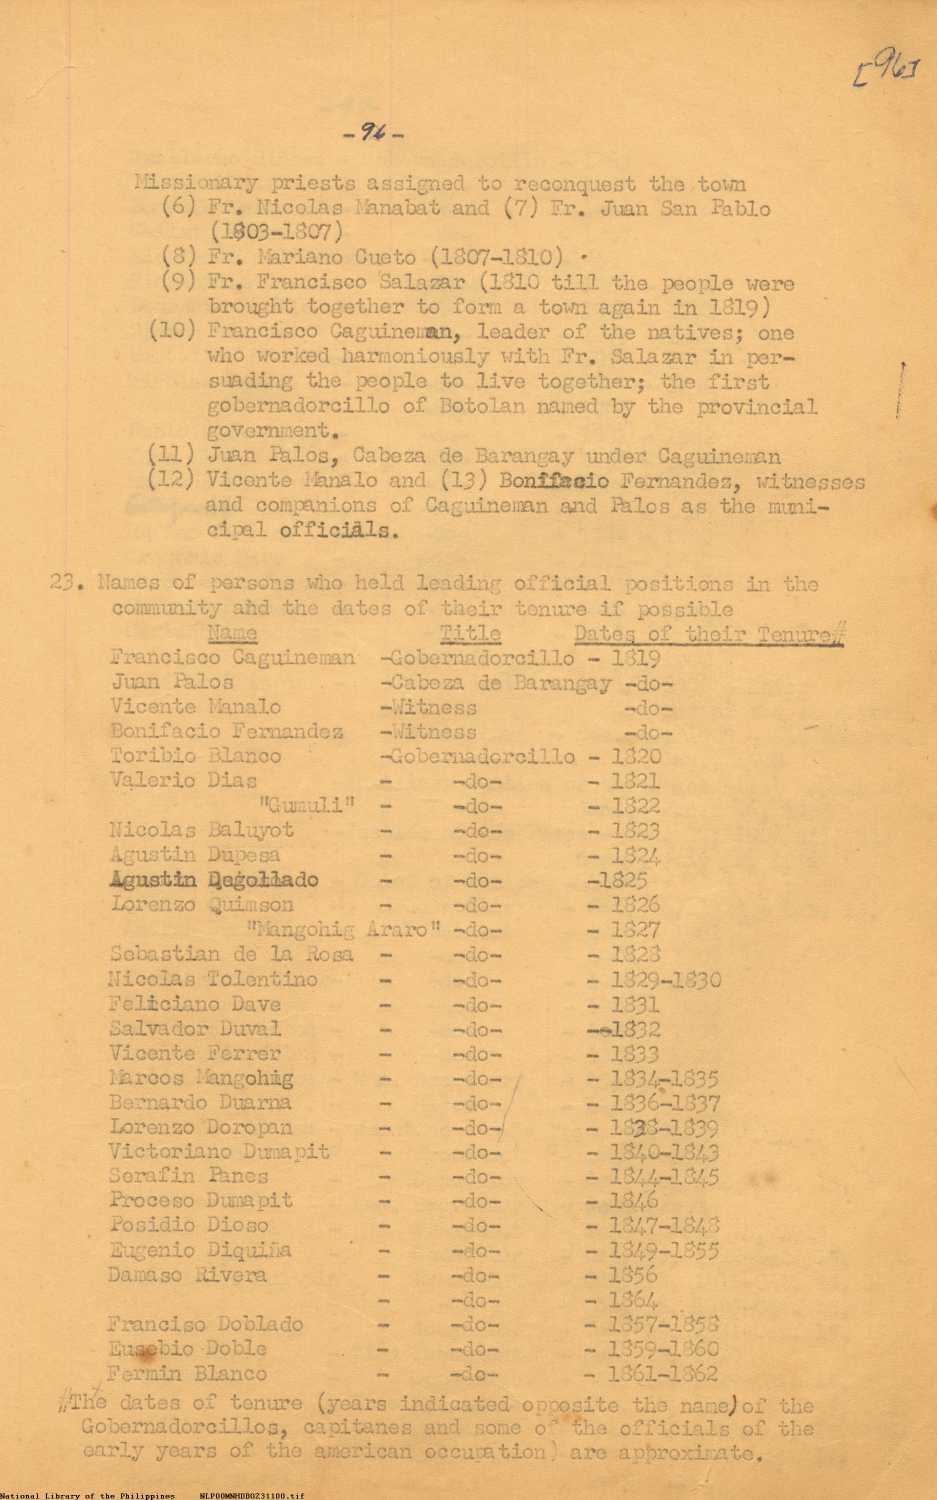 [96]
-96-
Missionary priests assigned to reconquest the town
(6) Fr. Nicolas Manabat and (7) Fr. Juan San Pablo
(1803-1807)
(8) Fr. Mariano Cueto (1807-1810)
(9) Fr. Francisco Salazar (1810 till the people were
brought together to form a town again in 1819)
(10) Francisco Caguineman, leader of the natives; one
who worked harmoniously with Fr. Salazar in per-
suading the people to live together; the first
gobernadorcillo of Botolan named by the provincial
government.
(11) Juan Palos, Cabeza de Barangay under Caguineman
(12) Vicente Manalo and (13) Bonifacio Fernandez, witnesses
and companions of Caguineman and Palos as the muni-
cipal officials.
23. Names of persons who held leading official positions in the
community and the dates of their tenure if possible
Name Title Dates of their Tenure#
Francisco Caguineman -Gobernadorcillo - 1819
Juan Palos -Cabeza de Barangay -do-
Vicente Manalo -Witness -do-
Bonifacio Fernandez -Witness -do-
Toribio Blanco -Gobernadorcillo - 1820
Valerio Dias - -do- - 1821
"Gumuli" - -do- - 1822
Nicolas Baluyot - -do- - 1823
Agustin Dupesa - -do- - 1824
Agustin Degollado - -do- -1825
Lorenzo Quimson - -do- - 1826
"Mangohig Araro" -do- - 1827
Sebastian de la Rosa - -do- - 1828
Nicolas Tolentino - -do- - 1829-1830
Feliciano Dave - -do- - 1831
Salvador Duval - -do- --1832
Vicente Ferrer - -do- - 1833
Marcos Mangohig - -do- - 1834-1835
Bernardo Duarna - -do- - 1836-1837
Lorenzo Doropan - -do- - 1838-1839
Victoriano Dumapit - -do- - 1840-1843
Serafin Panes - -do- - 1844-1845
Proceso Dumapit - -do- - 1846
Posidio Dioso - -do- - 1847-1848
Eugenio Diquiña - -do- - 1849-1855
Damaso Rivera - -do- - 1856
- -do- - 1864
Franciso Doblado - -do- - 1857-1858
Eusebio Doble - -do- - 1859-1860
Fermin Blanco - -do- - 1861-1862
#The dates of tenure (years indicated opposite the name) of the
Gobernadorcillos, capitanes and some of the officials of the
early years of the american occupation) are approximate.
National Library of the Philippines NLPOOMNHDB0Z31100.tif